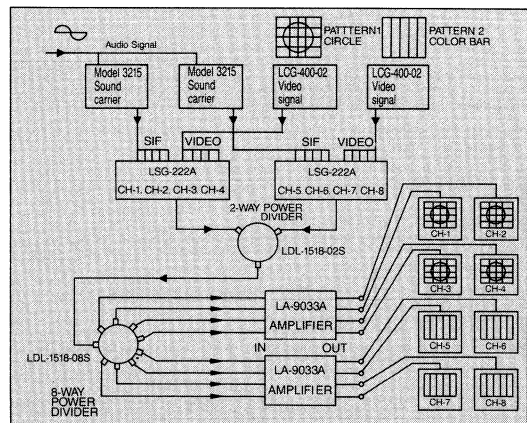 PATTTERN1
CIRCLE
PATTERN 2
COLOR BAR
Audio Signal
Model 3215
Sound
carrier
Model 3215
Sound
carrier
LCG-400-02
Video
signal
LCG-400-02
Video
signal
SIF VIDEO
LSG-222A
CH-1, CH-2, CH-3, CH-4
SIF VIDEO
LSG-222A
CH-5, CH-6, CH-7, CH-8
2-WAY POWER
DIVIDER
LDL-1518-02S
CH-1
CH-2
CH-3
CH-4
LA-9033A
AMPLIFIER
IN OUT
LA-9033A
AMPLIFIER
CH-5
CH-6
CH-7
CH-8
LDL-1518-08S
8-WAY
POWER
DIVIDER